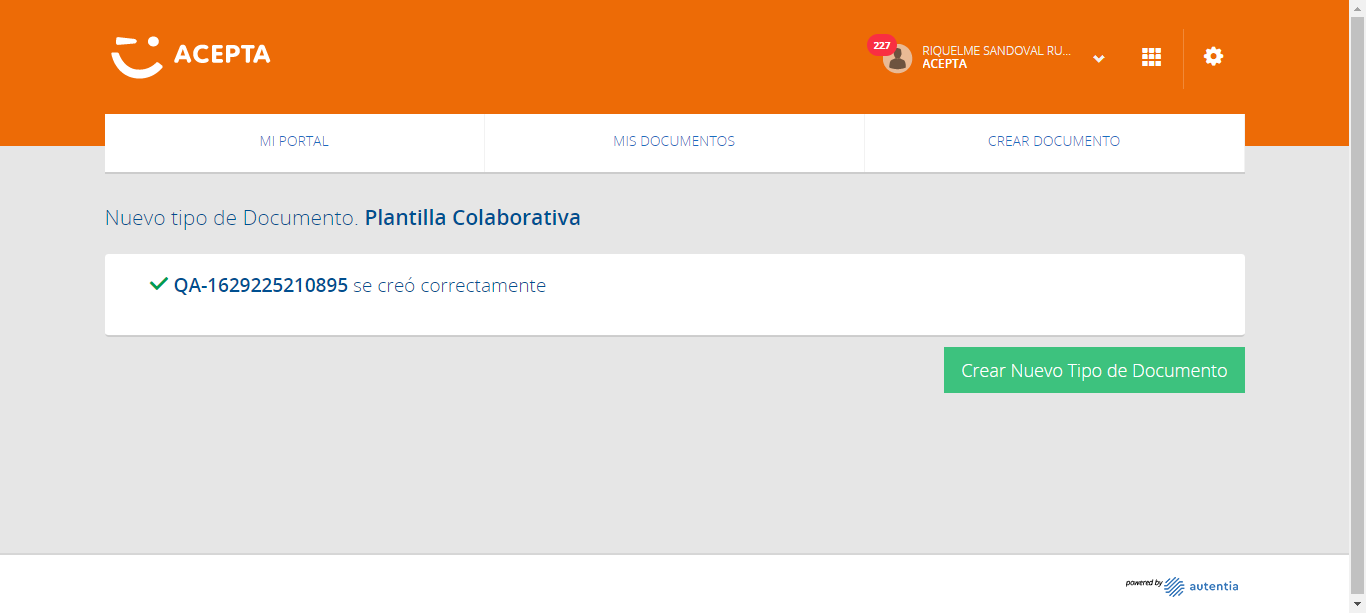 ACEPTA
227
RIQUELME SANDOVAL RU...
ACEPTA
MI PORTAL
MIS DOCUMENTOS
CREAR DOCUMENTO
Nuevo tipo de Documento. Plantilla Colaborativa
QA-1629225210895 se creó correctamente
Crear Nuevo Tipo de Documento
powered by autentia